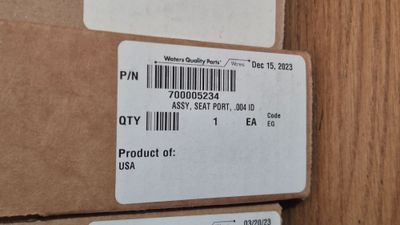 Waters Quality Parts Dec 15, 2023
P/N
700005234
ASSY, SEAT PORT, .004 ID
QTY 1 EA Code
EG
Product of:
USA
03/20/23